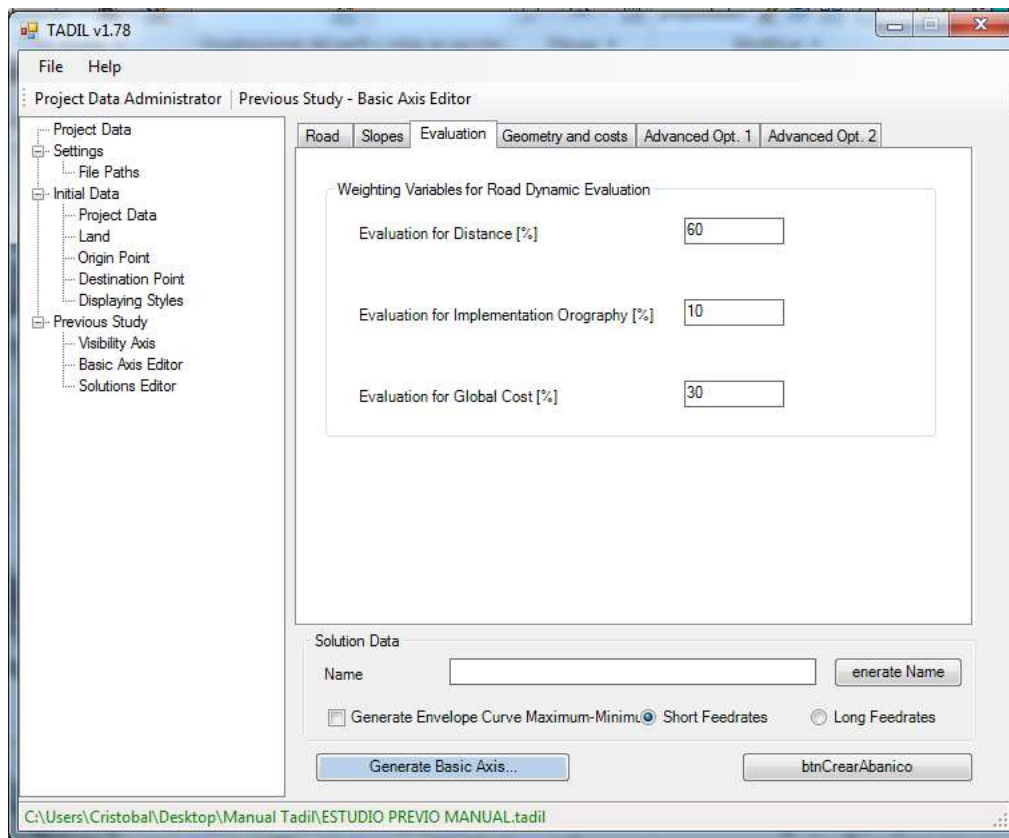 TADIL v1.78
File Help
Project Data Administrator Previous Study - Basic Axis Editor
Project Data
Settings
File Paths
Initial Data
Project Data
Land
Origin Point
Destination Point
Displaying Styles
Previous Study
Visibility Axis
Basic Axis Editor
Solutions Editor
Road Slopes Evaluation Geometry and costs Advanced Opt. 1 Advanced Opt. 2
Weighting Variables for Road Dynamic Evaluation
Evaluation for Distance [%] 60
Evaluation for Implementation Orography [%] 10
Evaluation for Global Cost [%] 30
Solution Data
Name enerate Name
Generate Envelope Curve Maximum-Minimu Short Feedrates Long Feedrates
Generate Basic Axis... btnCrearAbanico
C:\Users\Cristobal\Desktop\Manual Tadil\ESTUDIO PREVIO MANUAL.tadil